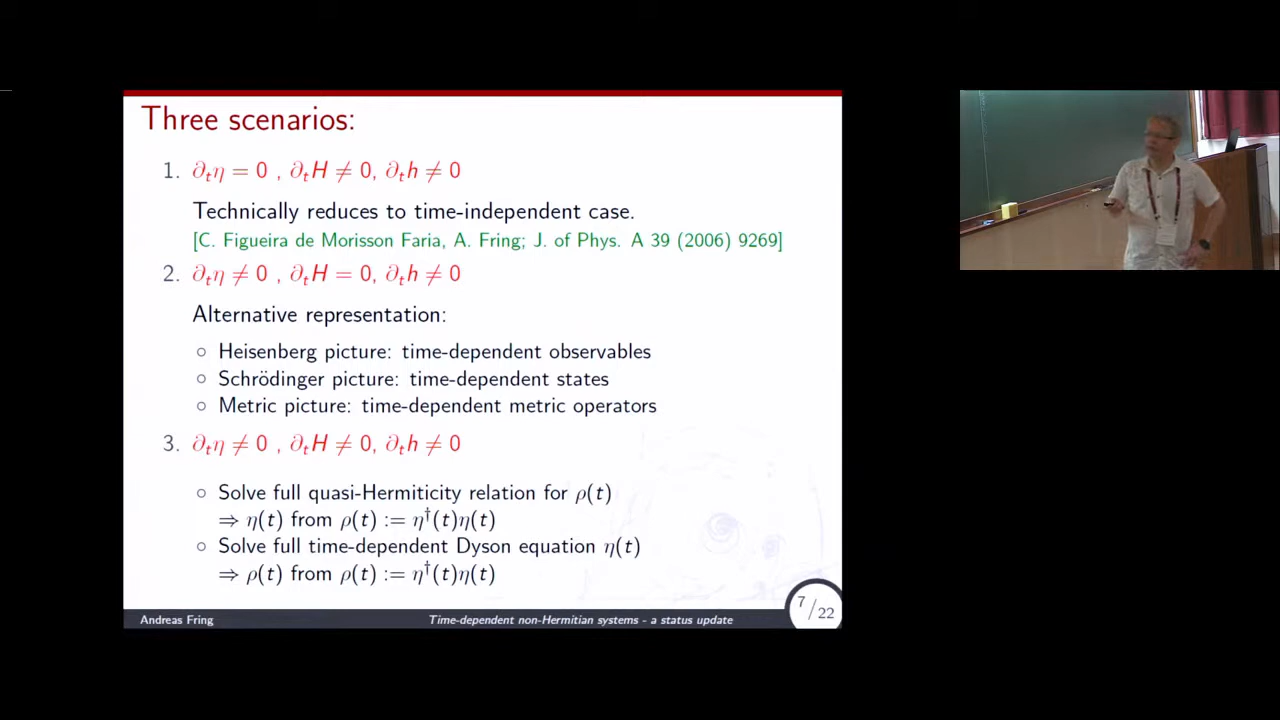 Three scenarios:
1. ∂ₜη = 0 , ∂ₜH ≠ 0, ∂ₜh ≠ 0
Technically reduces to time-independent case.
[C. Figueira de Morisson Faria, A. Fring; J. of Phys. A 39 (2006) 9269]
2. ∂ₜη ≠ 0 , ∂ₜH = 0, ∂ₜh ≠ 0
Alternative representation:
○ Heisenberg picture: time-dependent observables
○ Schrödinger picture: time-dependent states
○ Metric picture: time-dependent metric operators
3. ∂ₜη ≠ 0 , ∂ₜH ≠ 0, ∂ₜh ≠ 0
○ Solve full quasi-Hermiticity relation for ρ(t)
⇒ η(t) from ρ(t) := η†(t)η(t)
○ Solve full time-dependent Dyson equation η(t)
⇒ ρ(t) from ρ(t) := η†(t)η(t)
Andreas Fring Time-dependent non-Hermitian systems - a status update 7/22